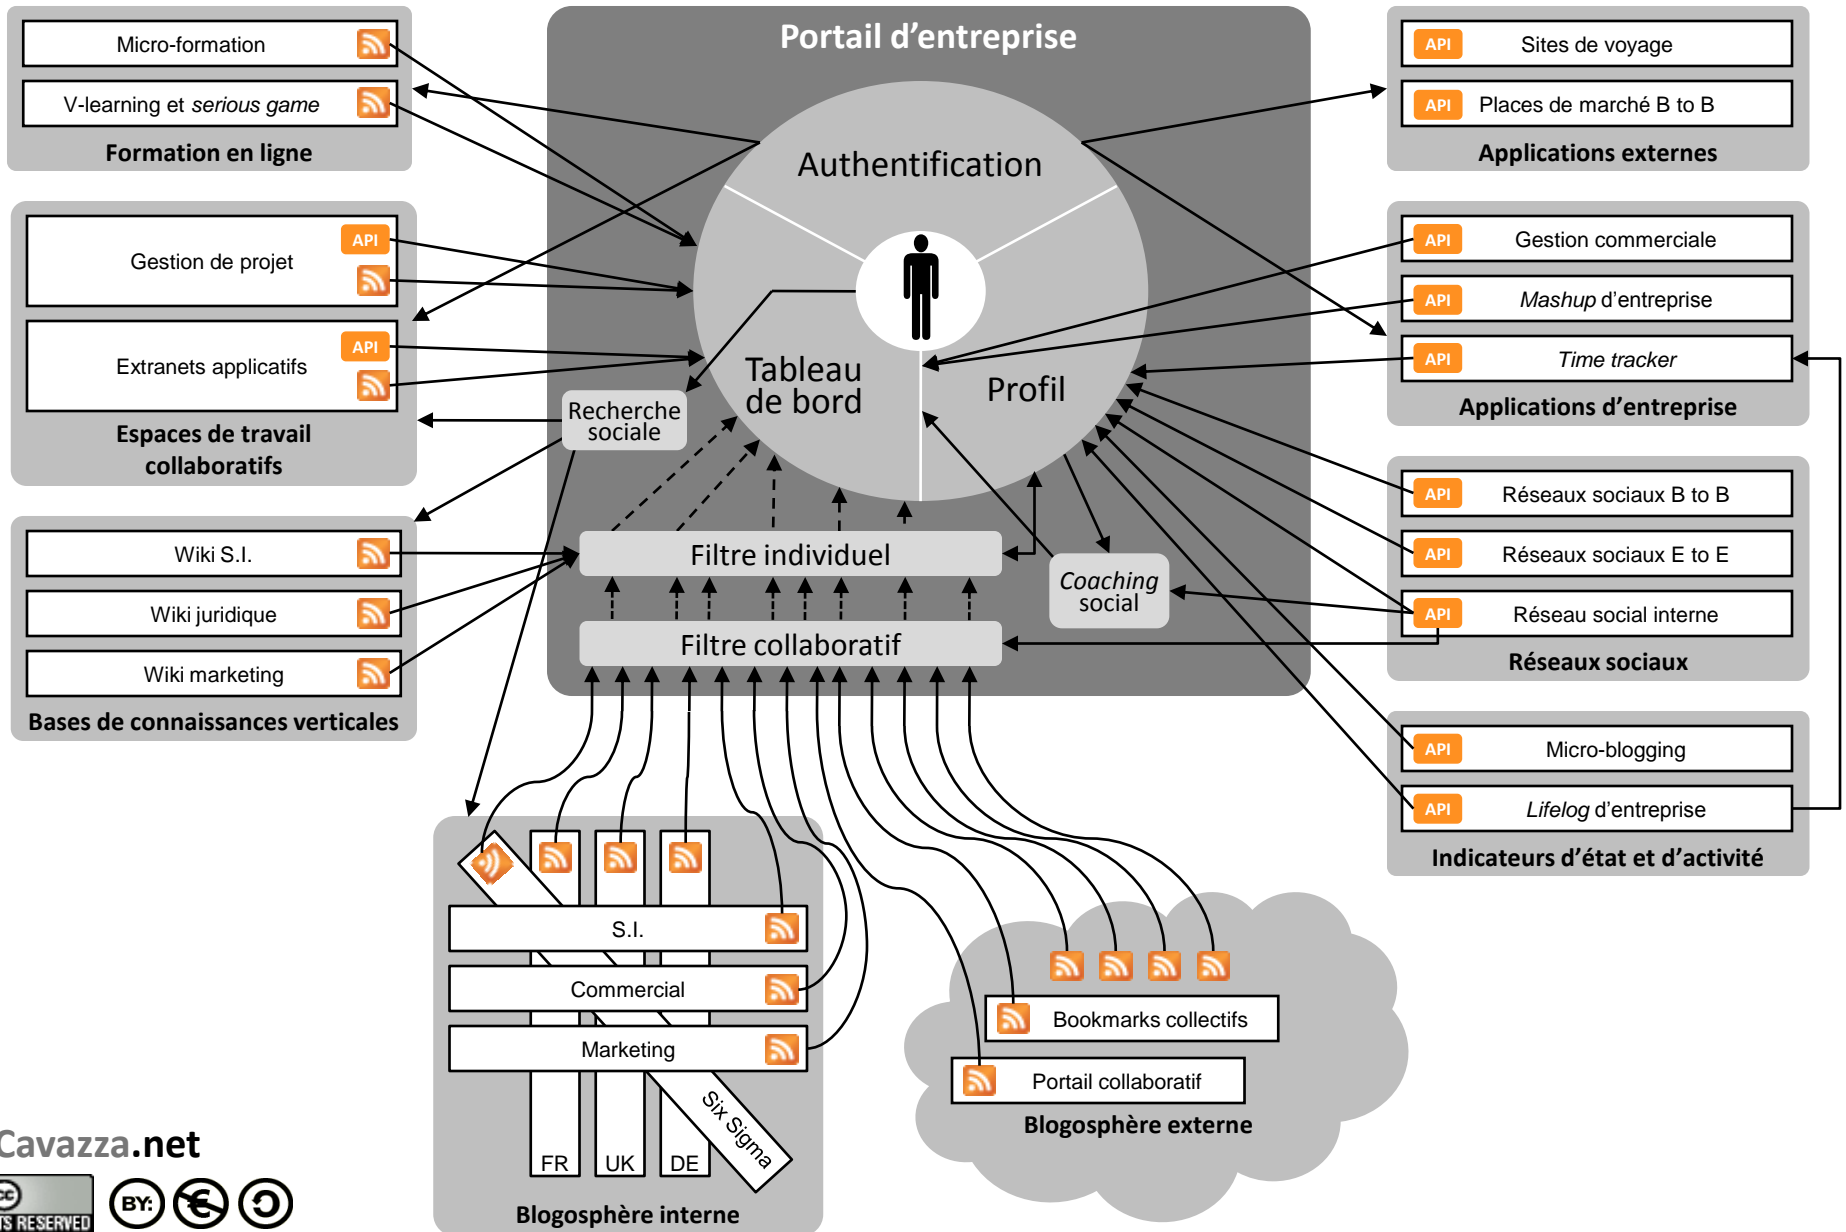 Portail d'entreprise
Authentification
Tableau
de bord
Profil
Recherche
sociale
Filtre individuel
Filtre collaboratif
Coaching
social
Micro-formation
V-learning et serious game
Formation en ligne
Gestion de projet
API
Extranets applicatifs
API
Espaces de travail
collaboratifs
Wiki S.I.
Wiki juridique
Wiki marketing
Bases de connaissances verticales
API Sites de voyage
API Places de marché B to B
Applications externes
API Gestion commerciale
API Mashup d'entreprise
API Time tracker
Applications d'entreprise
API Réseaux sociaux B to B
API Réseaux sociaux E to E
API Réseau social interne
Réseaux sociaux
API Micro-blogging
API Lifelog d'entreprise
Indicateurs d'état et d'activité
S.I.
Commercial
Marketing
Six Sigma
FR UK DE
Blogosphère interne
Bookmarks collectifs
Portail collaboratif
Blogosphère externe
Cavazza.net
cc
TS RESERVED
BY: